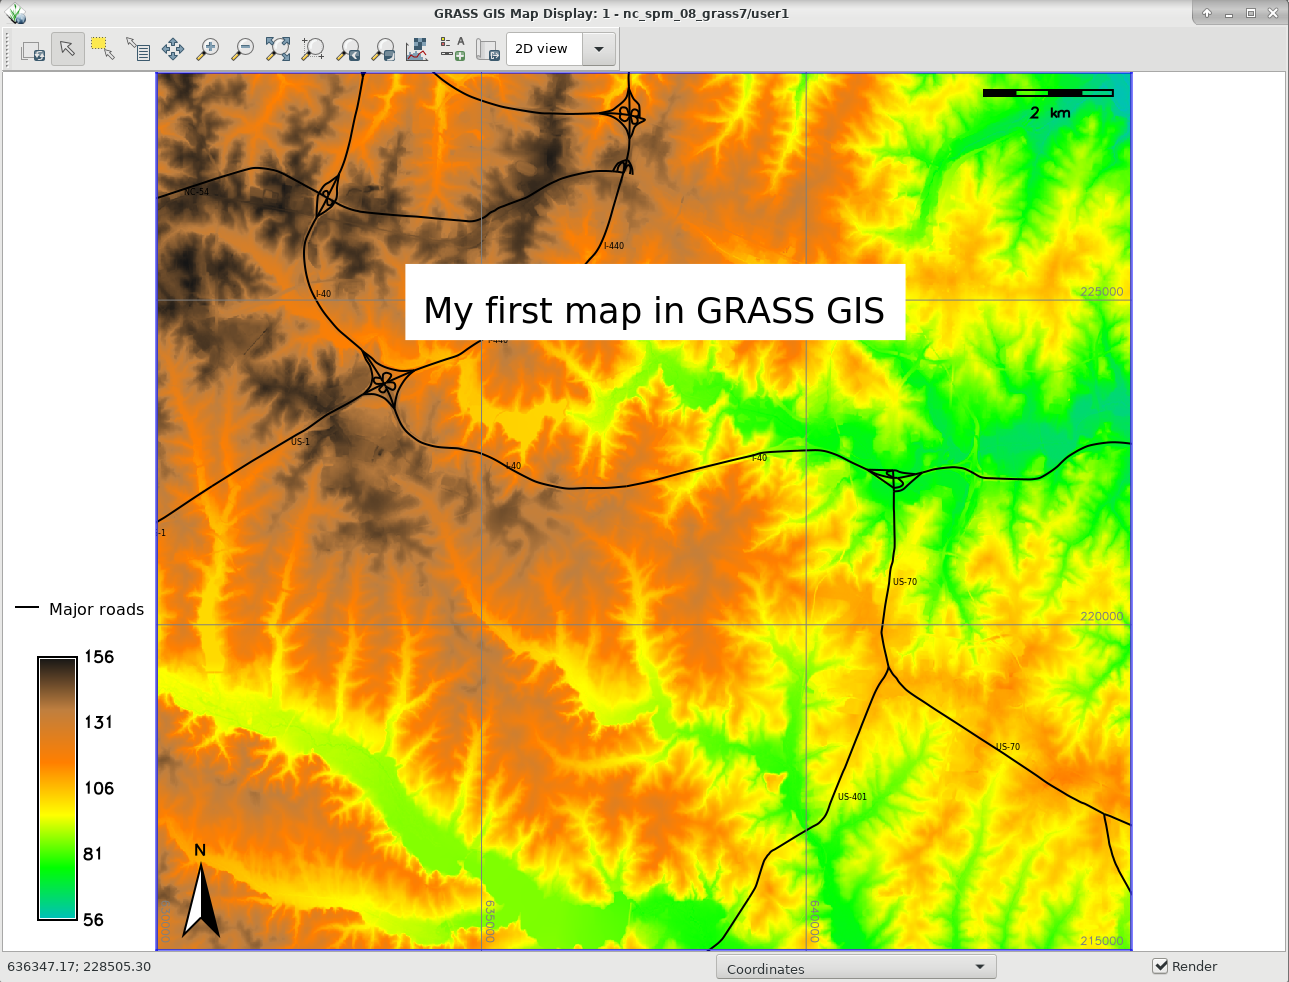 GRASS GIS Map Display: 1 - nc_spm_08_grass7/user1
2D view
2 km
NC-54
I-440
I-40
225000
My first map in GRASS GIS
I-440
US-1
I-40
I-40
-1
US-70
Major roads
220000
156
131
106
81
56
US-70
US-401
N
635000
640000
215000
636347.17; 228505.30
Coordinates
Render